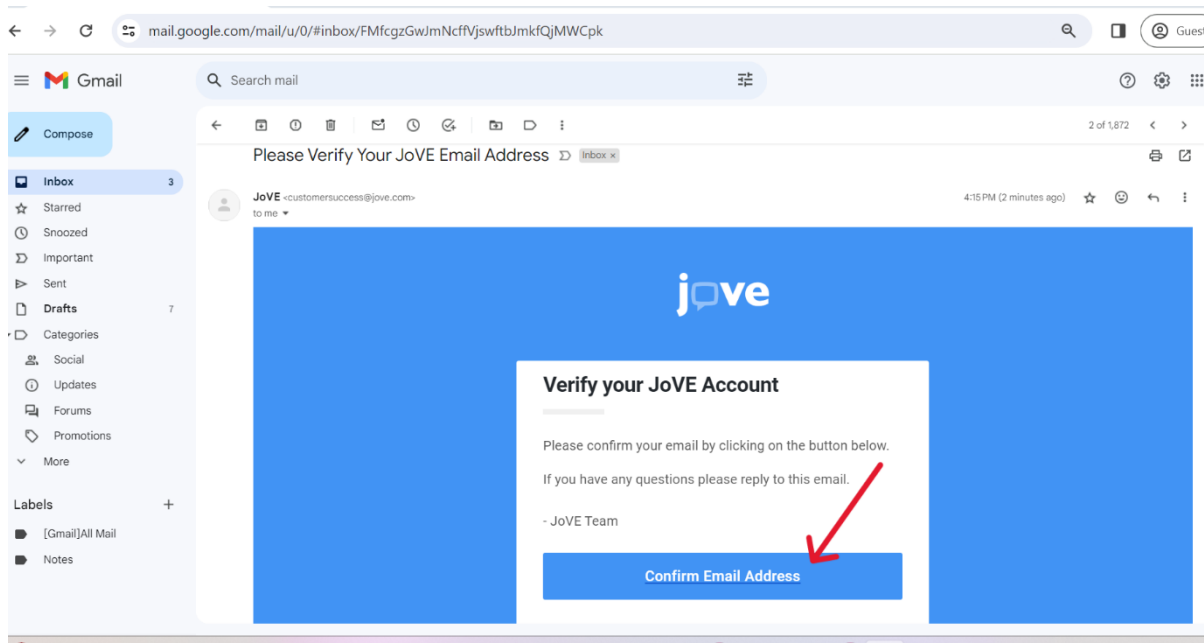 mail.google.com/mail/u/0/#inbox/FMfcgzGwJmNcffVjswftbJmkfQjMWCpk
Guest
Gmail
Search mail
Compose
2 of 1,872
Please Verify Your JoVE Email Address Inbox x
Inbox 3
Starred
Snoozed
Important
Sent
Drafts 7
Categories
Social
Updates
Forums
Promotions
More
Labels +
[Gmail]All Mail
Notes
JoVE <customersuccess@jove.com>
4:15 PM (2 minutes ago)
to me
jove
Verify your JoVE Account
Please confirm your email by clicking on the button below.
If you have any questions please reply to this email.
- JoVE Team
Confirm Email Address